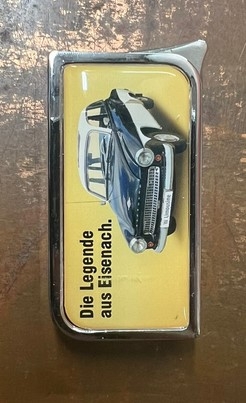 Die Legende
aus Eisenach.